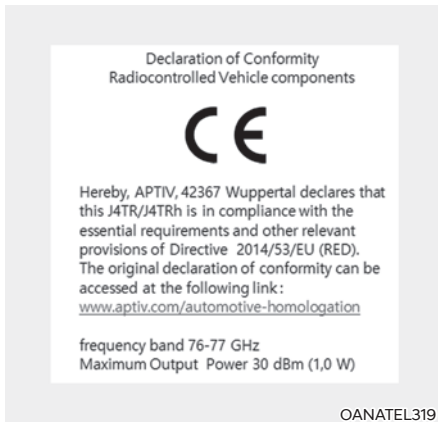 Declaration of Conformity
Radiocontrolled Vehicle components
CE
Hereby, APTIV, 42367 Wuppertal declares that
this J4TR/J4TRh is in compliance with the
essential requirements and other relevant
provisions of Directive 2014/53/EU (RED).
The original declaration of conformity can be
accessed at the following link :
www.aptiv.com/automotive-homologation
frequency band 76-77 GHz
Maximum Output Power 30 dBm (1,0 W)
OANATEL319